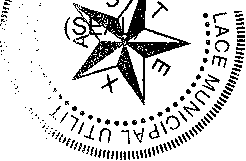 (SEAL
LACE MUNICIPAL UTILITY
T E X A S